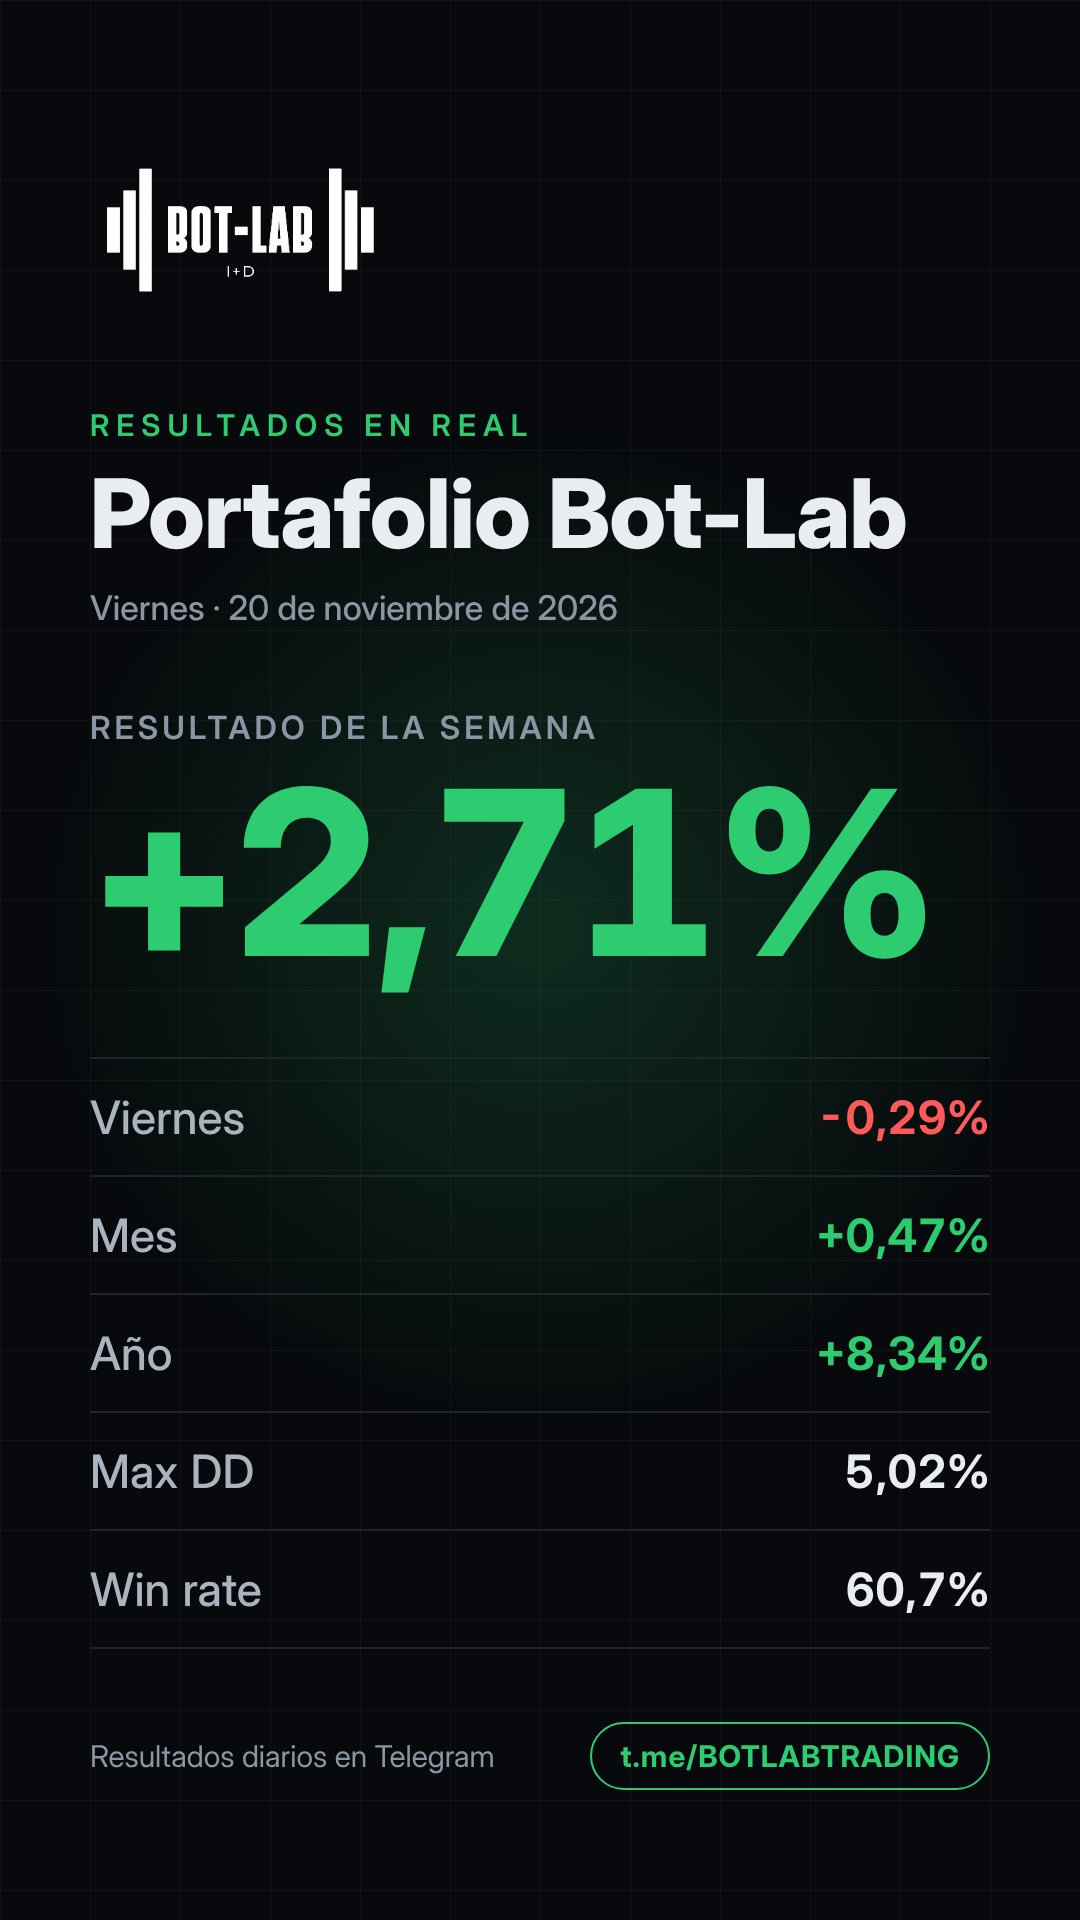 BOT-LAB
I+D
RESULTADOS EN REAL
Portafolio Bot-Lab
Viernes · 20 de noviembre de 2026
RESULTADO DE LA SEMANA
+2,71%
Viernes -0,29%
Mes +0,47%
Año +8,34%
Max DD 5,02%
Win rate 60,7%
Resultados diarios en Telegram t.me/BOTLABTRADING